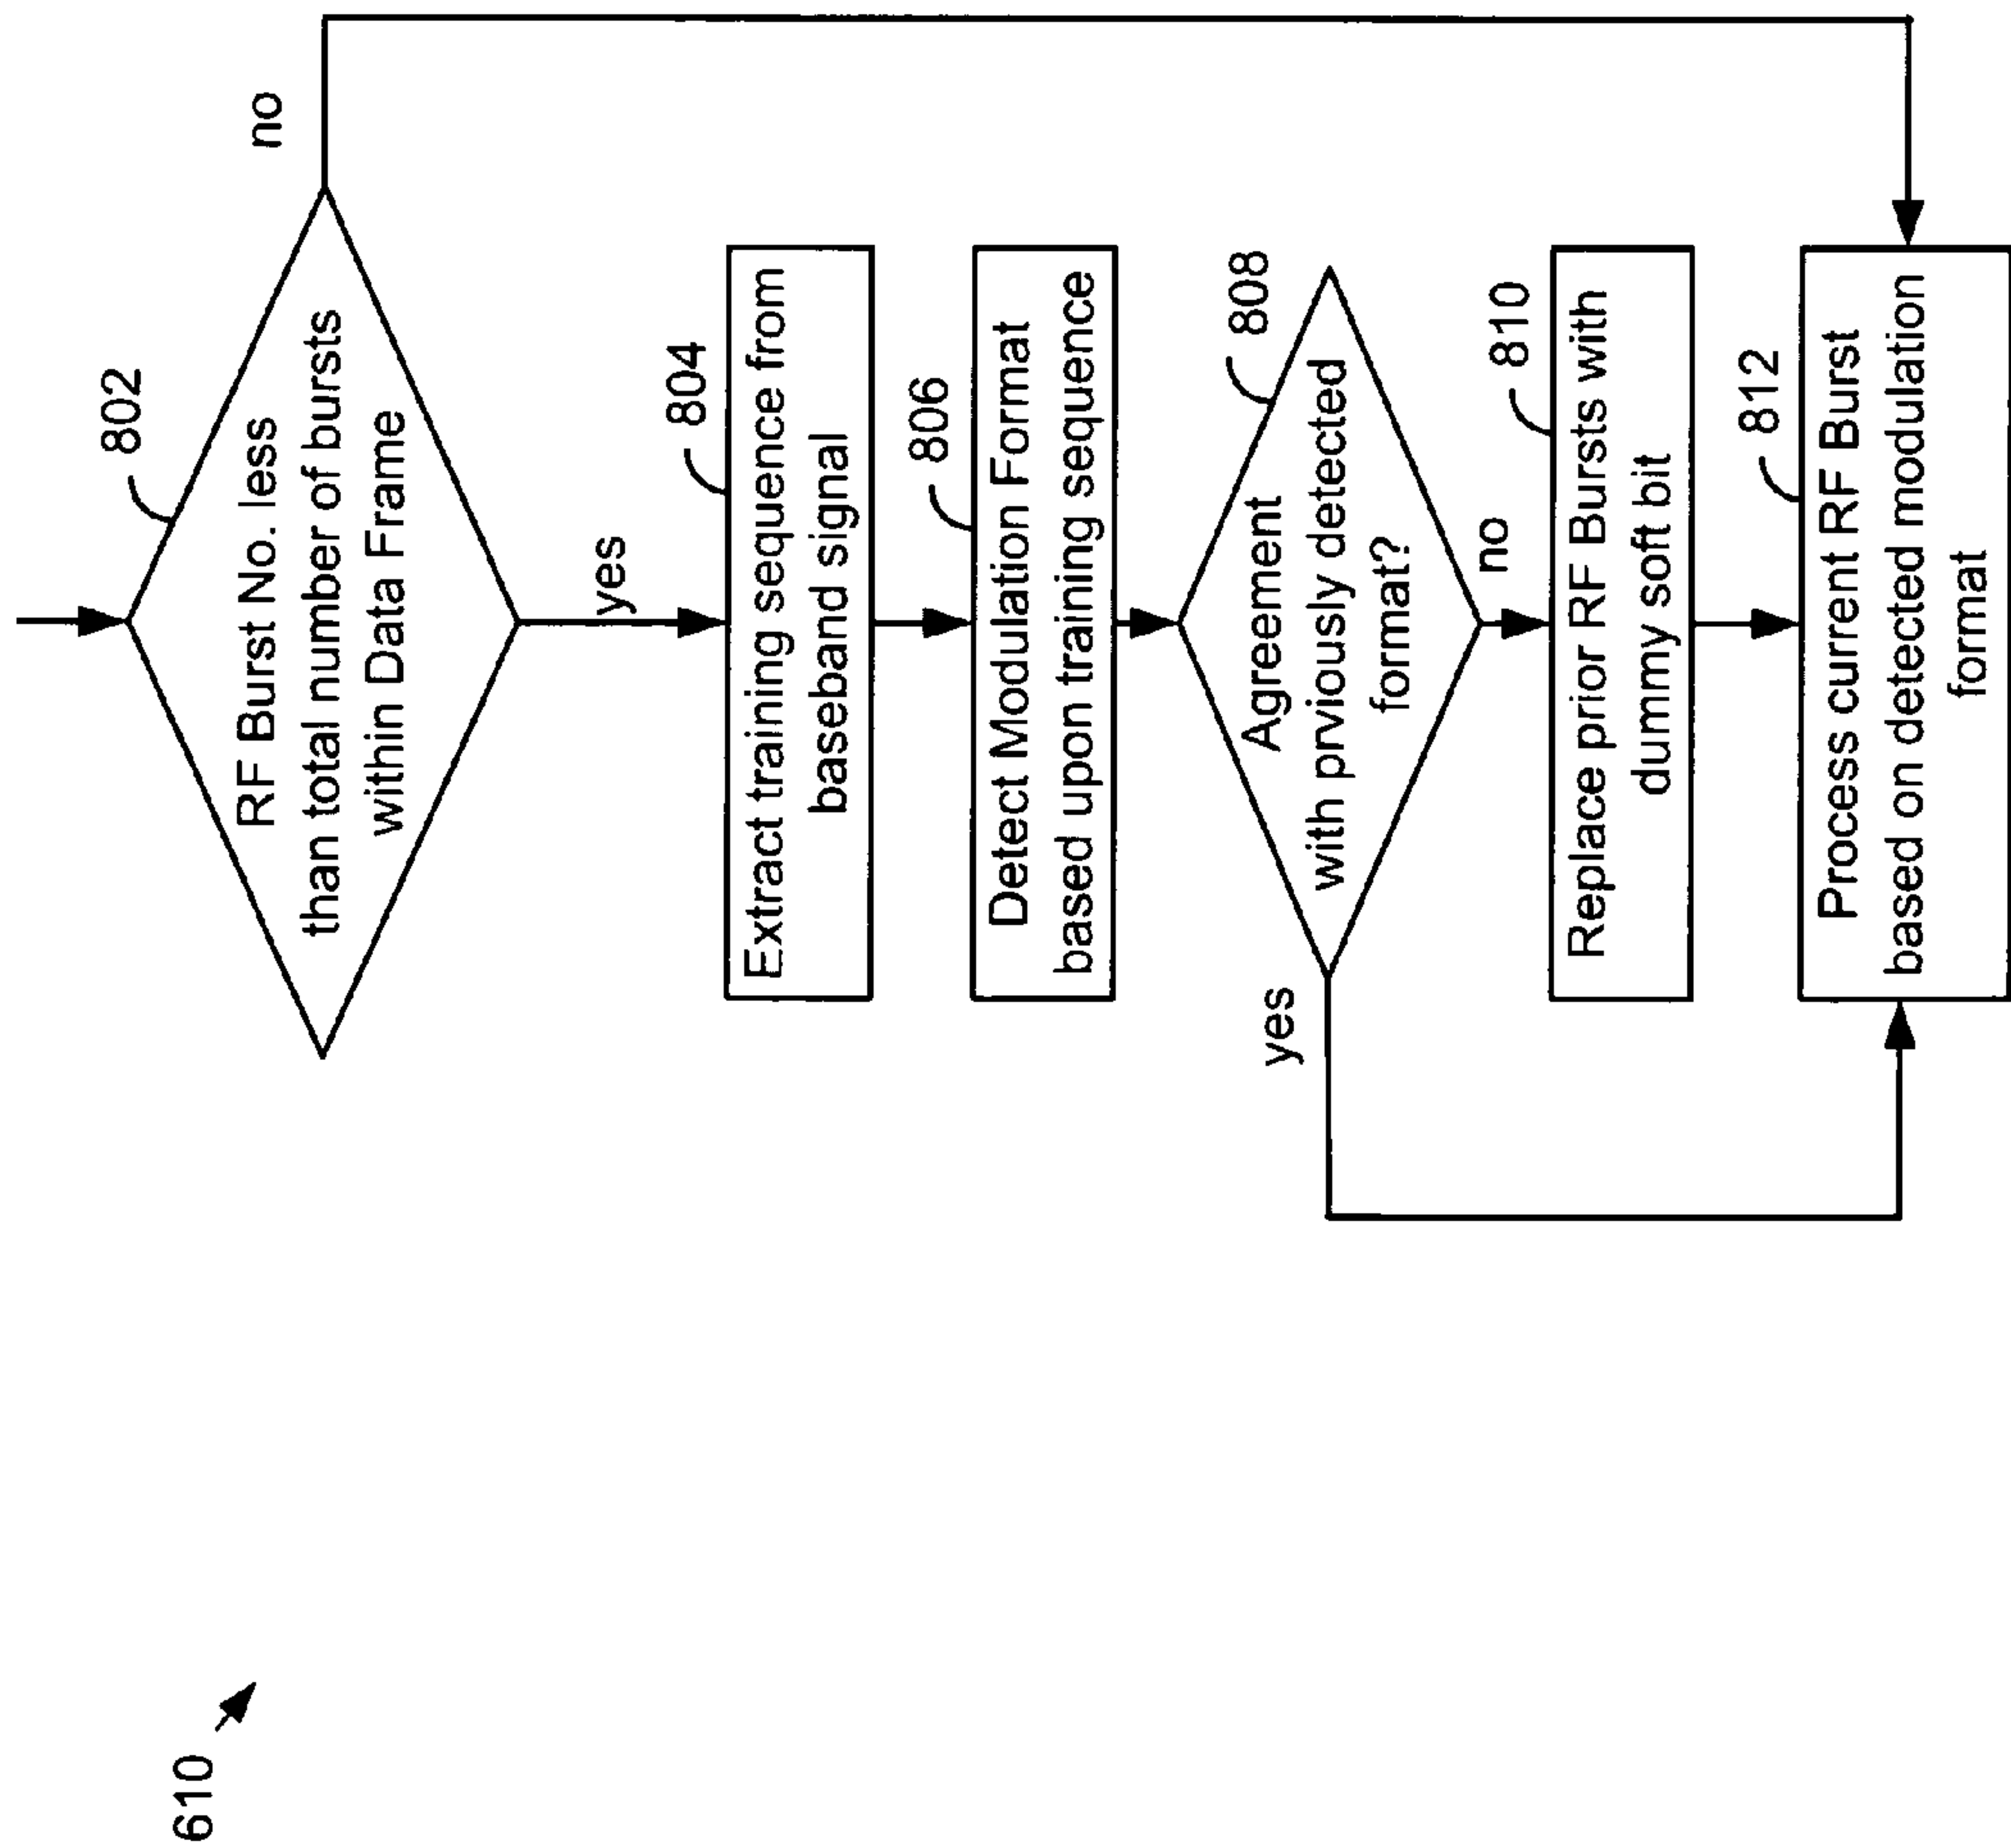 610
802
RF Burst No. less
than total number of bursts
within Data Frame
no
yes
804
Extract training sequence from
baseband signal
806
Detect Modulation Format
based upon training sequence
808
Agreement
with prviously detected
format?
yes
no
810
Replace prior RF Bursts with
dummy soft bit
812
Process current RF Burst
based on detected modulation
format